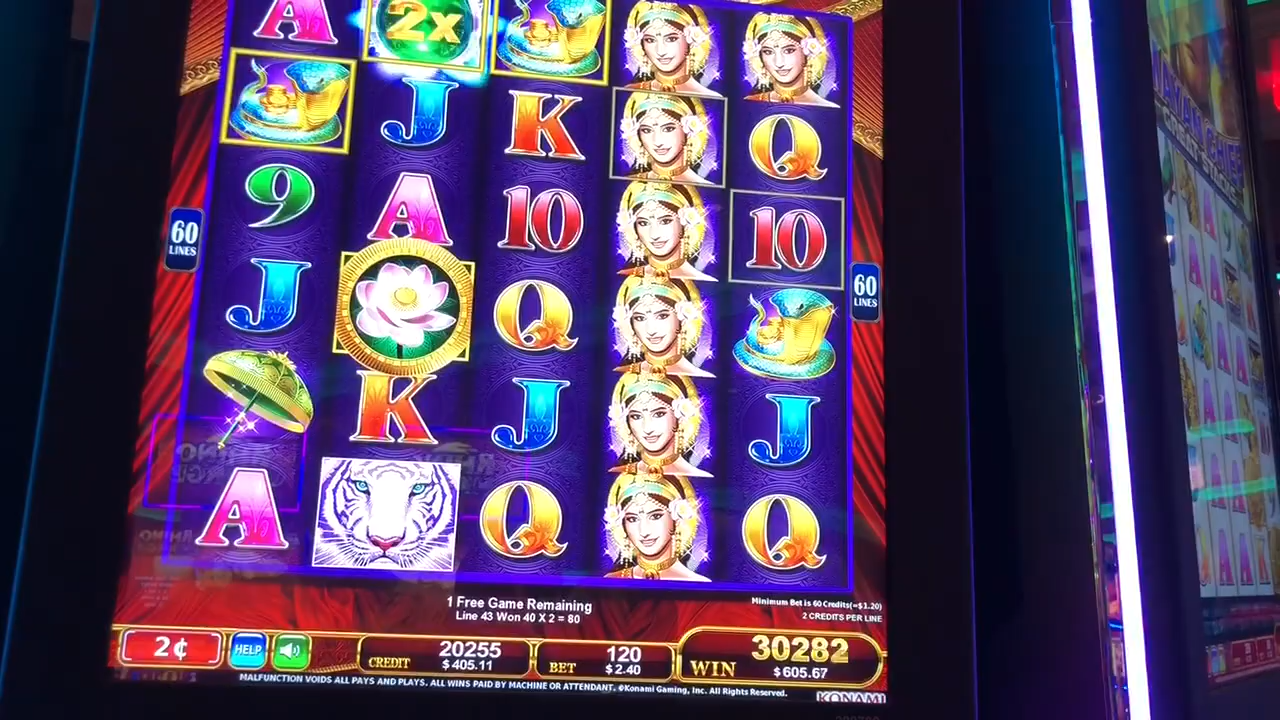 A 2x
J K Q
9 A 10 10
60 LINES
J Q
60 LINES
K J J
A Q Q
1 Free Game Remaining
Line 43 Won 40 X 2 = 80
Minimum Bet is 60 Credits(=$1.20)
2 CREDITS PER LINE
2¢ HELP
CREDIT 20255 $405.11
BET 120 $2.40
WIN 30282 $605.67
MALFUNCTION VOIDS ALL PAYS AND PLAYS. ALL WINS PAID BY MACHINE OR ATTENDANT. ©Konami Gaming, Inc. All Rights Reserved.
KONAMI